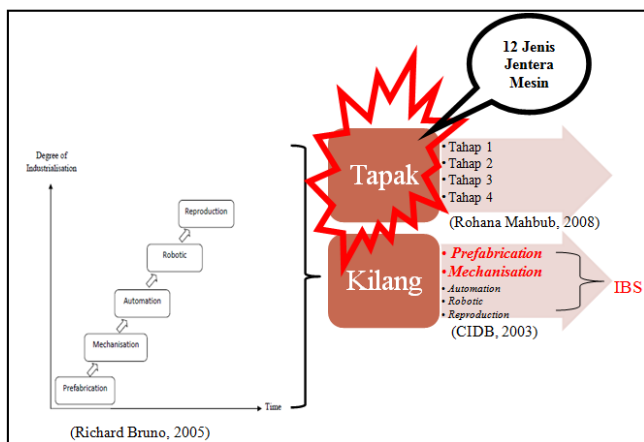 12 Jenis
Jentera
Mesin
Degree of
Industrialisation
Reproduction
Robotic
Automation
Mechanisation
Prefabrication
Time
(Richard Bruno, 2005)
Tapak
• Tahap 1
• Tahap 2
• Tahap 3
• Tahap 4
(Rohana Mahbub, 2008)
Kilang
• Prefabrication
• Mechanisation
• Automation
• Robotic
• Reproduction
(CIDB, 2003)
IBS